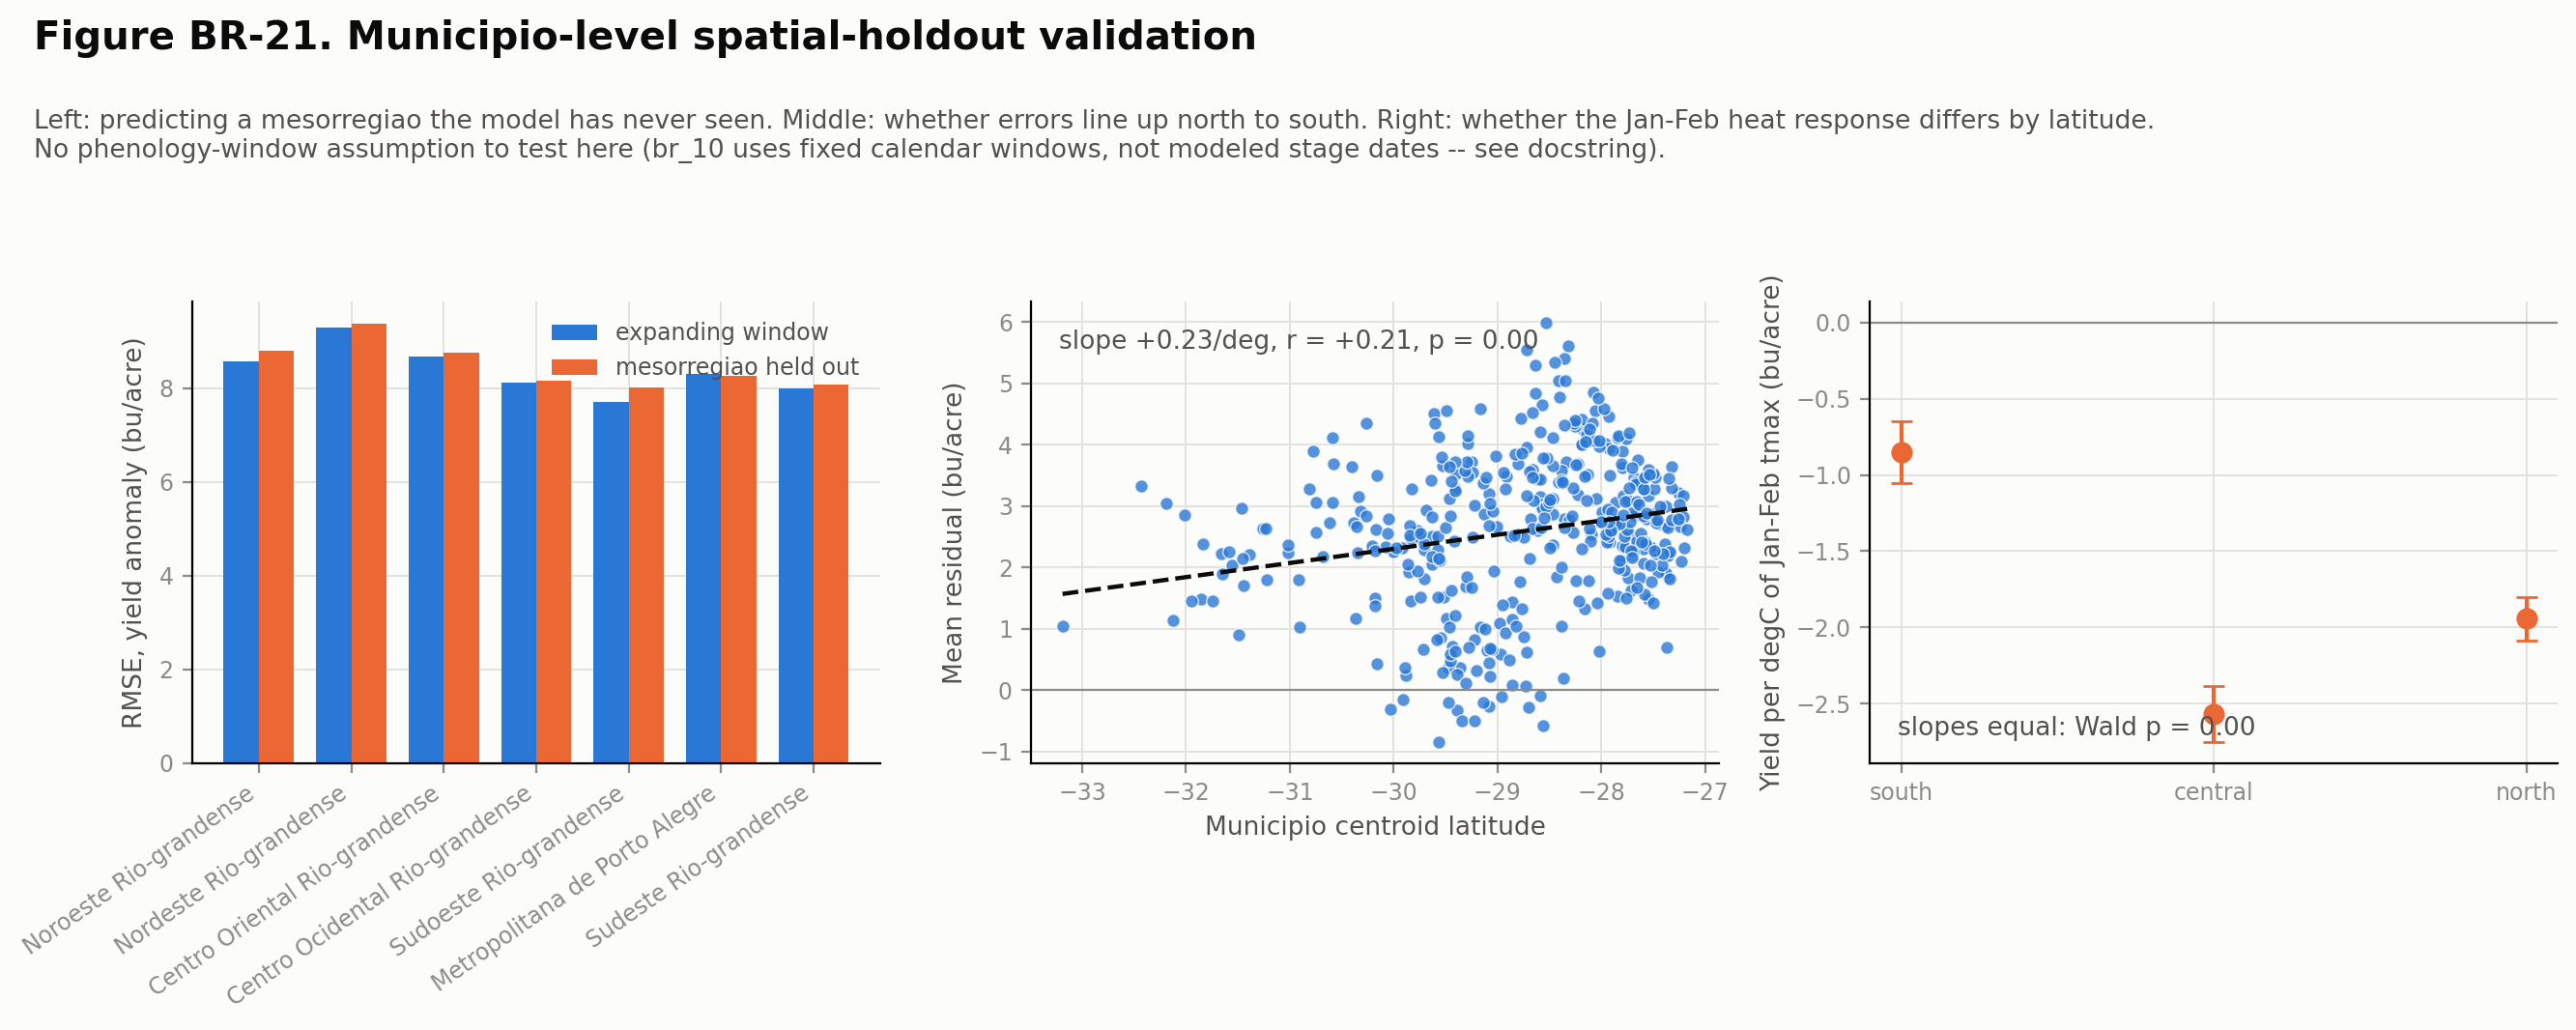 Figure BR-21. Municipio-level spatial-holdout validation
Left: predicting a mesorregiao the model has never seen. Middle: whether errors line up north to south. Right: whether the Jan-Feb heat response differs by latitude.
No phenology-window assumption to test here (br_10 uses fixed calendar windows, not modeled stage dates -- see docstring).
RMSE, yield anomaly (bu/acre)
8
6
4
2
0
expanding window
mesorregiao held out
Noroeste Rio-grandense
Nordeste Rio-grandense
Centro Oriental Rio-grandense
Centro Ocidental Rio-grandense
Sudoeste Rio-grandense
Metropolitana de Porto Alegre
Sudeste Rio-grandense
Mean residual (bu/acre)
6
5
4
3
2
1
0
−1
slope +0.23/deg, r = +0.21, p = 0.00
−33
−32
−31
−30
−29
−28
−27
Municipio centroid latitude
Yield per degC of Jan-Feb tmax (bu/acre)
0.0
−0.5
−1.0
−1.5
−2.0
−2.5
slopes equal: Wald p = 0.00
south
central
north